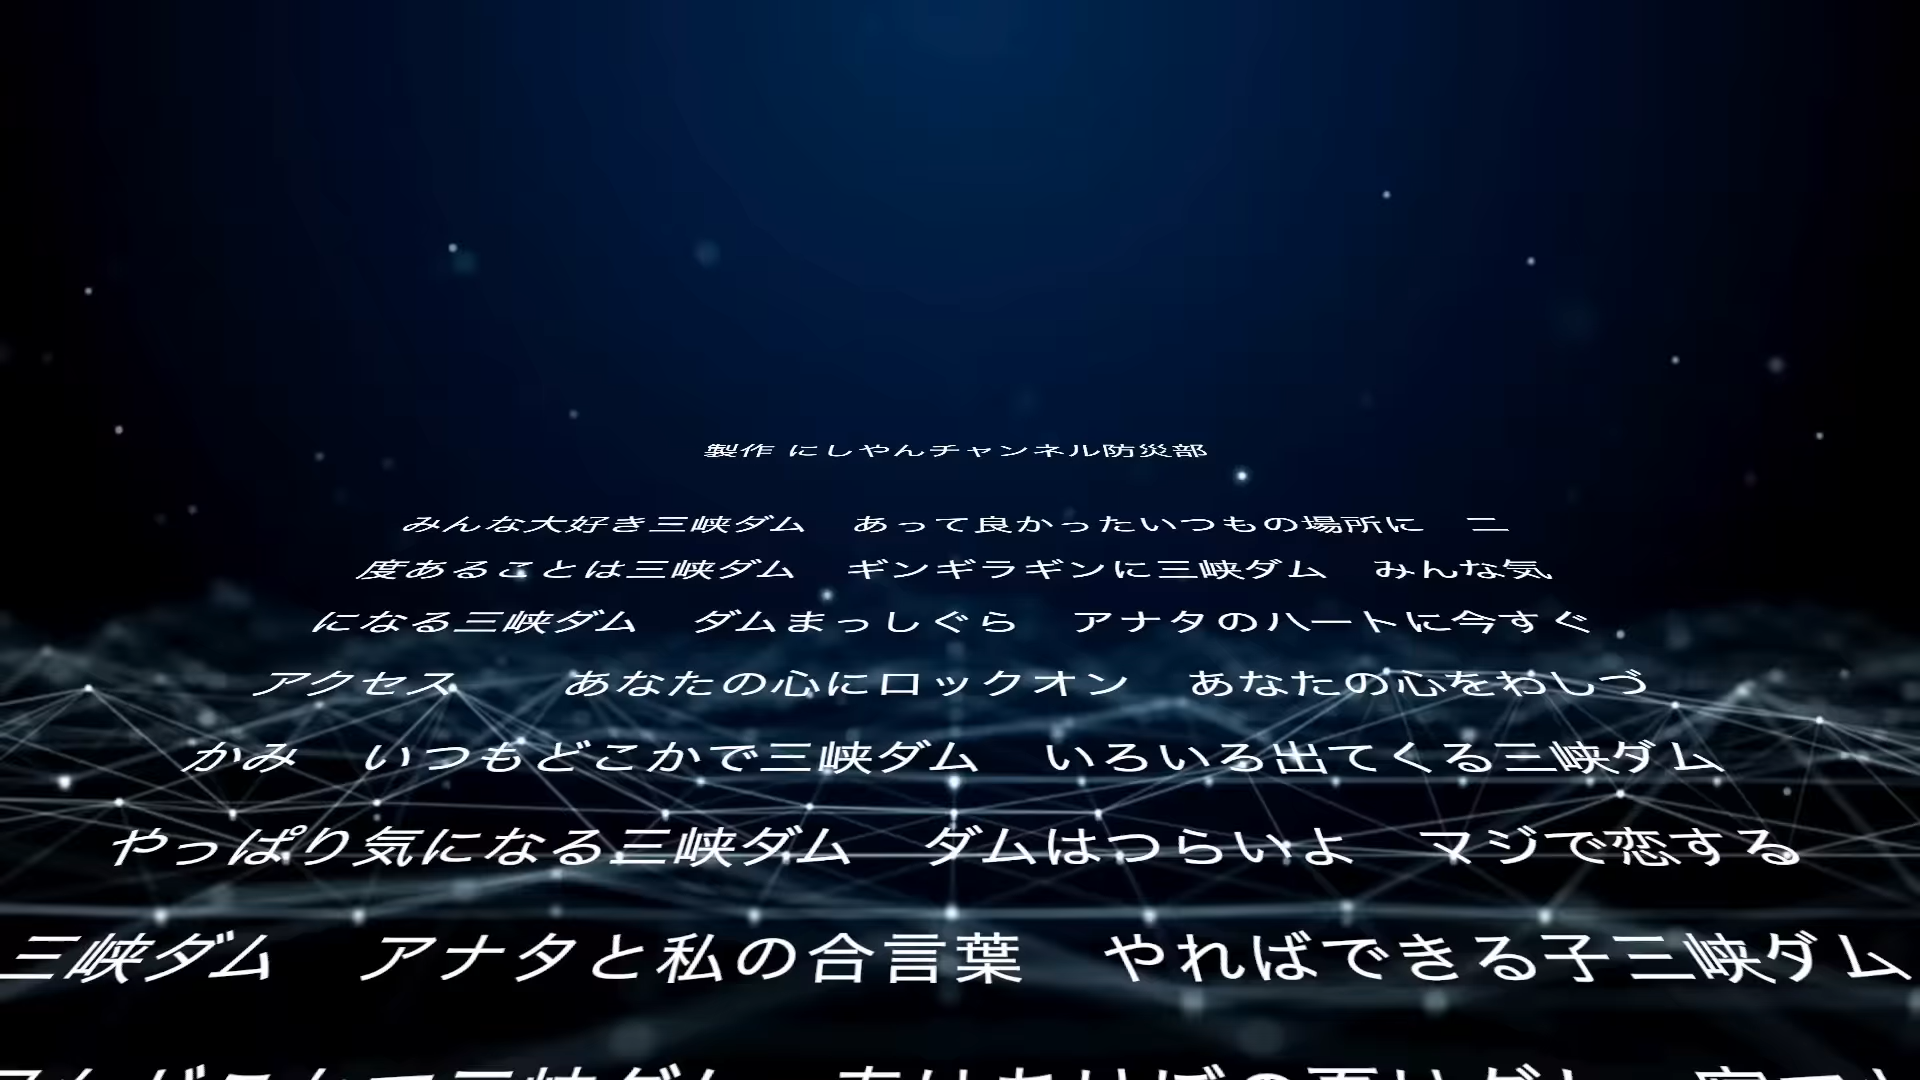 製作 にしやんチャンネル防災部
みんな大好き三峡ダム　あって良かったいつもの場所に　二
度あることは三峡ダム　ギンギラギンに三峡ダム　みんな気
になる三峡ダム　ダムまっしぐら　アナタのハートに今すぐ
アクセス　　あなたの心にロックオン　あなたの心をわしづ
かみ　いつもどこかで三峡ダム　いろいろ出てくる三峡ダム
やっぱり気になる三峡ダム　ダムはつらいよ　マジで恋する
三峡ダム　アナタと私の合言葉　やればできる子三峡ダム